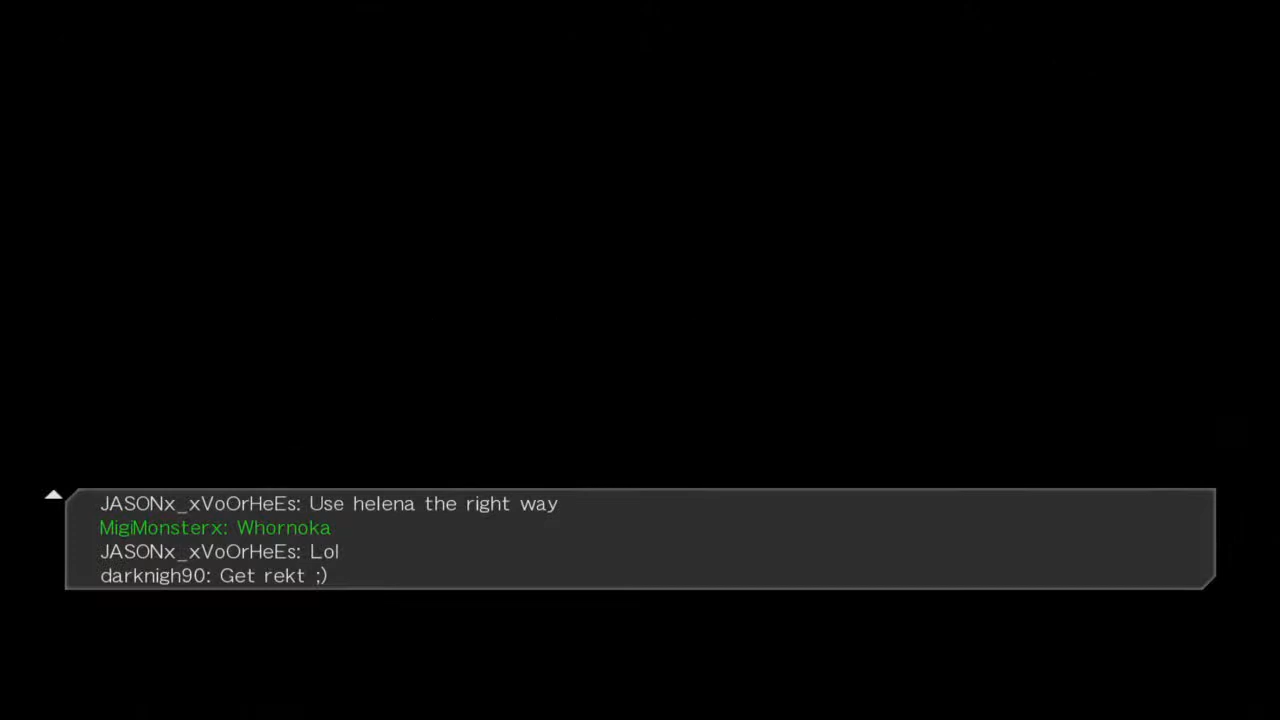 JASONx_xVoOrHeEs: Use helena the right way
MigiMonsterx: Whornoka
JASONx_xVoOrHeEs: Lol
darknigh90: Get rekt ;)